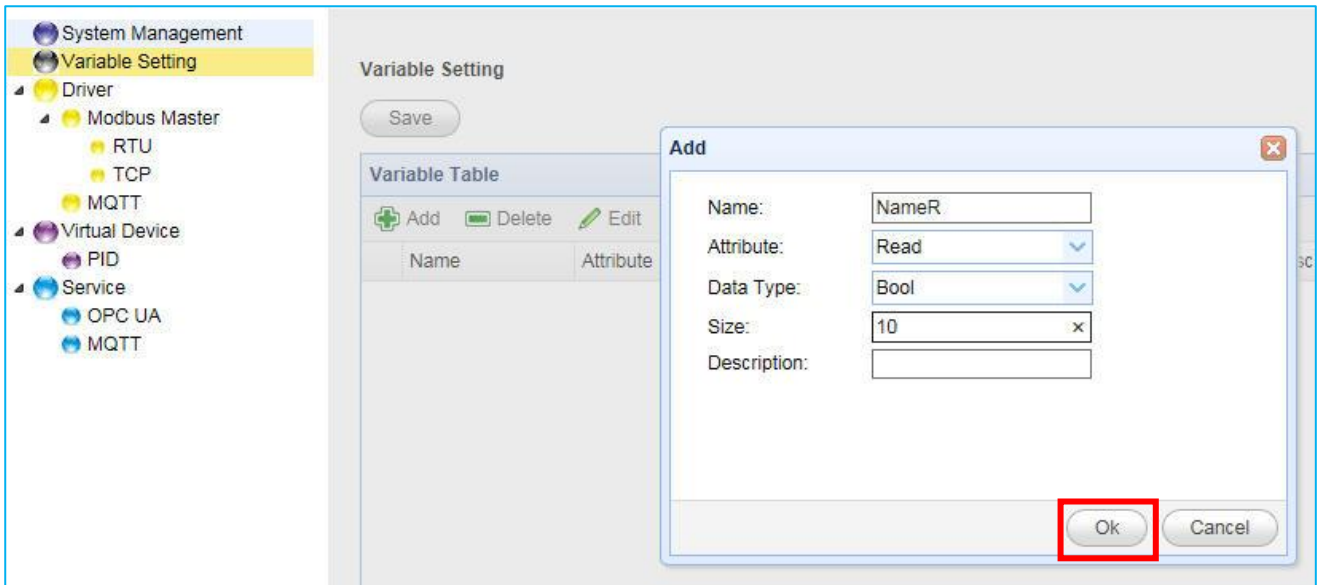 System Management
Variable Setting
Driver
Modbus Master
RTU
TCP
MQTT
Virtual Device
PID
Service
OPC UA
MQTT
Variable Setting
Save
Variable Table
Add Delete Edit
Name Attribute
Add
Name: NameR
Attribute: Read
Data Type: Bool
Size: 10
Description:
Ok Cancel